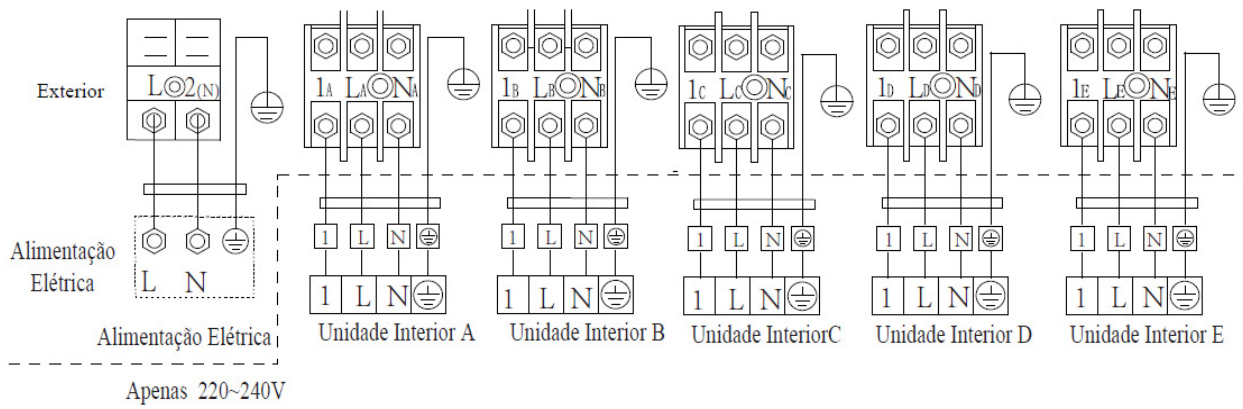 Exterior
L 2(N)
1A LA NA
1B LB NB
1C LC NC
1D LD ND
1E LE NE
Alimentação
Elétrica
L N
1 L N
1 L N
1 L N
1 L N
1 L N
1 L N
1 L N
1 L N
1 L N
1 L N
Alimentação Elétrica
Unidade Interior A
Unidade Interior B
Unidade InteriorC
Unidade Interior D
Unidade Interior E
Apenas 220~240V